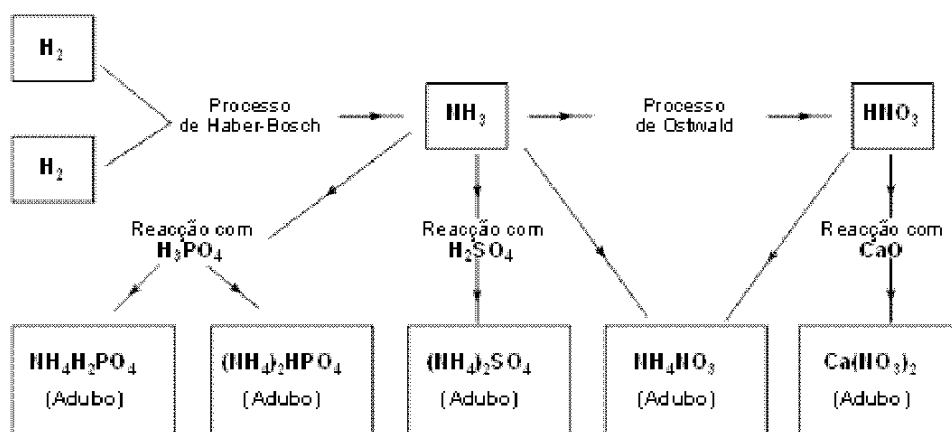 H₂
Processo
de Haber-Bosch
NH₃
Processo
de Ostwald
HNO₃
H₂
Reacção com
H₃PO₄
Reacção com
H₂SO₄
Reacção com
CaO
NH₄H₂PO₄
(Adubo)
(NH₄)₂HPO₄
(Adubo)
(NH₄)₂SO₄
(Adubo)
NH₄NO₃
(Adubo)
Ca(NO₃)₂
(Adubo)